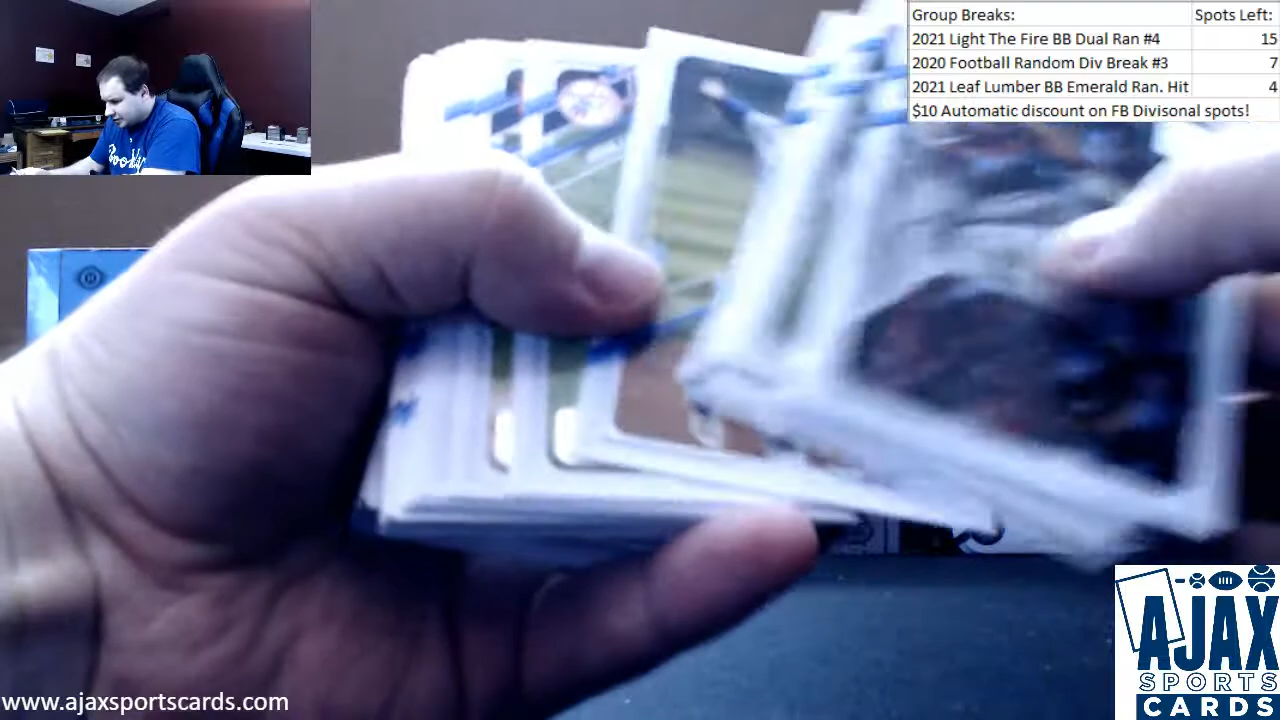 Group Breaks: Spots Left:
2021 Light The Fire BB Dual Ran #4 15
2020 Football Random Div Break #3 7
2021 Leaf Lumber BB Emerald Ran. Hit 4
$10 Automatic discount on FB Divisonal spots!
AJAX
SPORTS
CARDS
www.ajaxsportscards.com